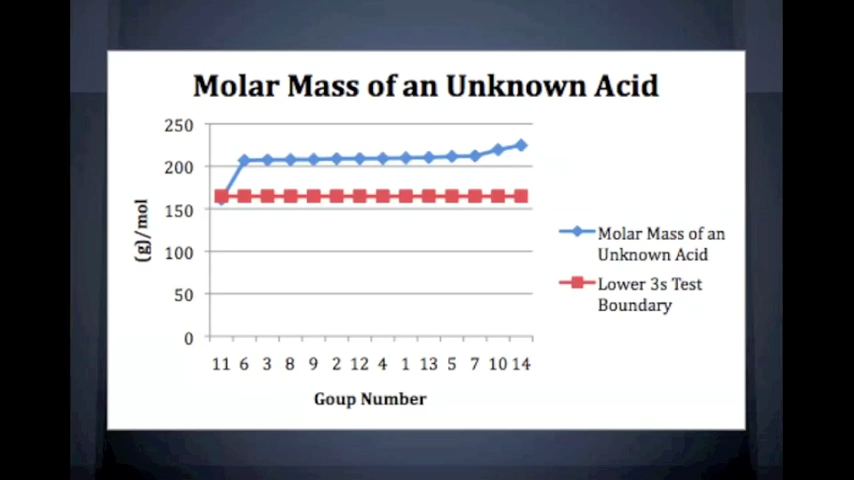 Molar Mass of an Unknown Acid
250
200
150
100
50
0
(g)/mol
11 6 3 8 9 2 12 4 1 13 5 7 10 14
Goup Number
Molar Mass of an
Unknown Acid
Lower 3s Test
Boundary